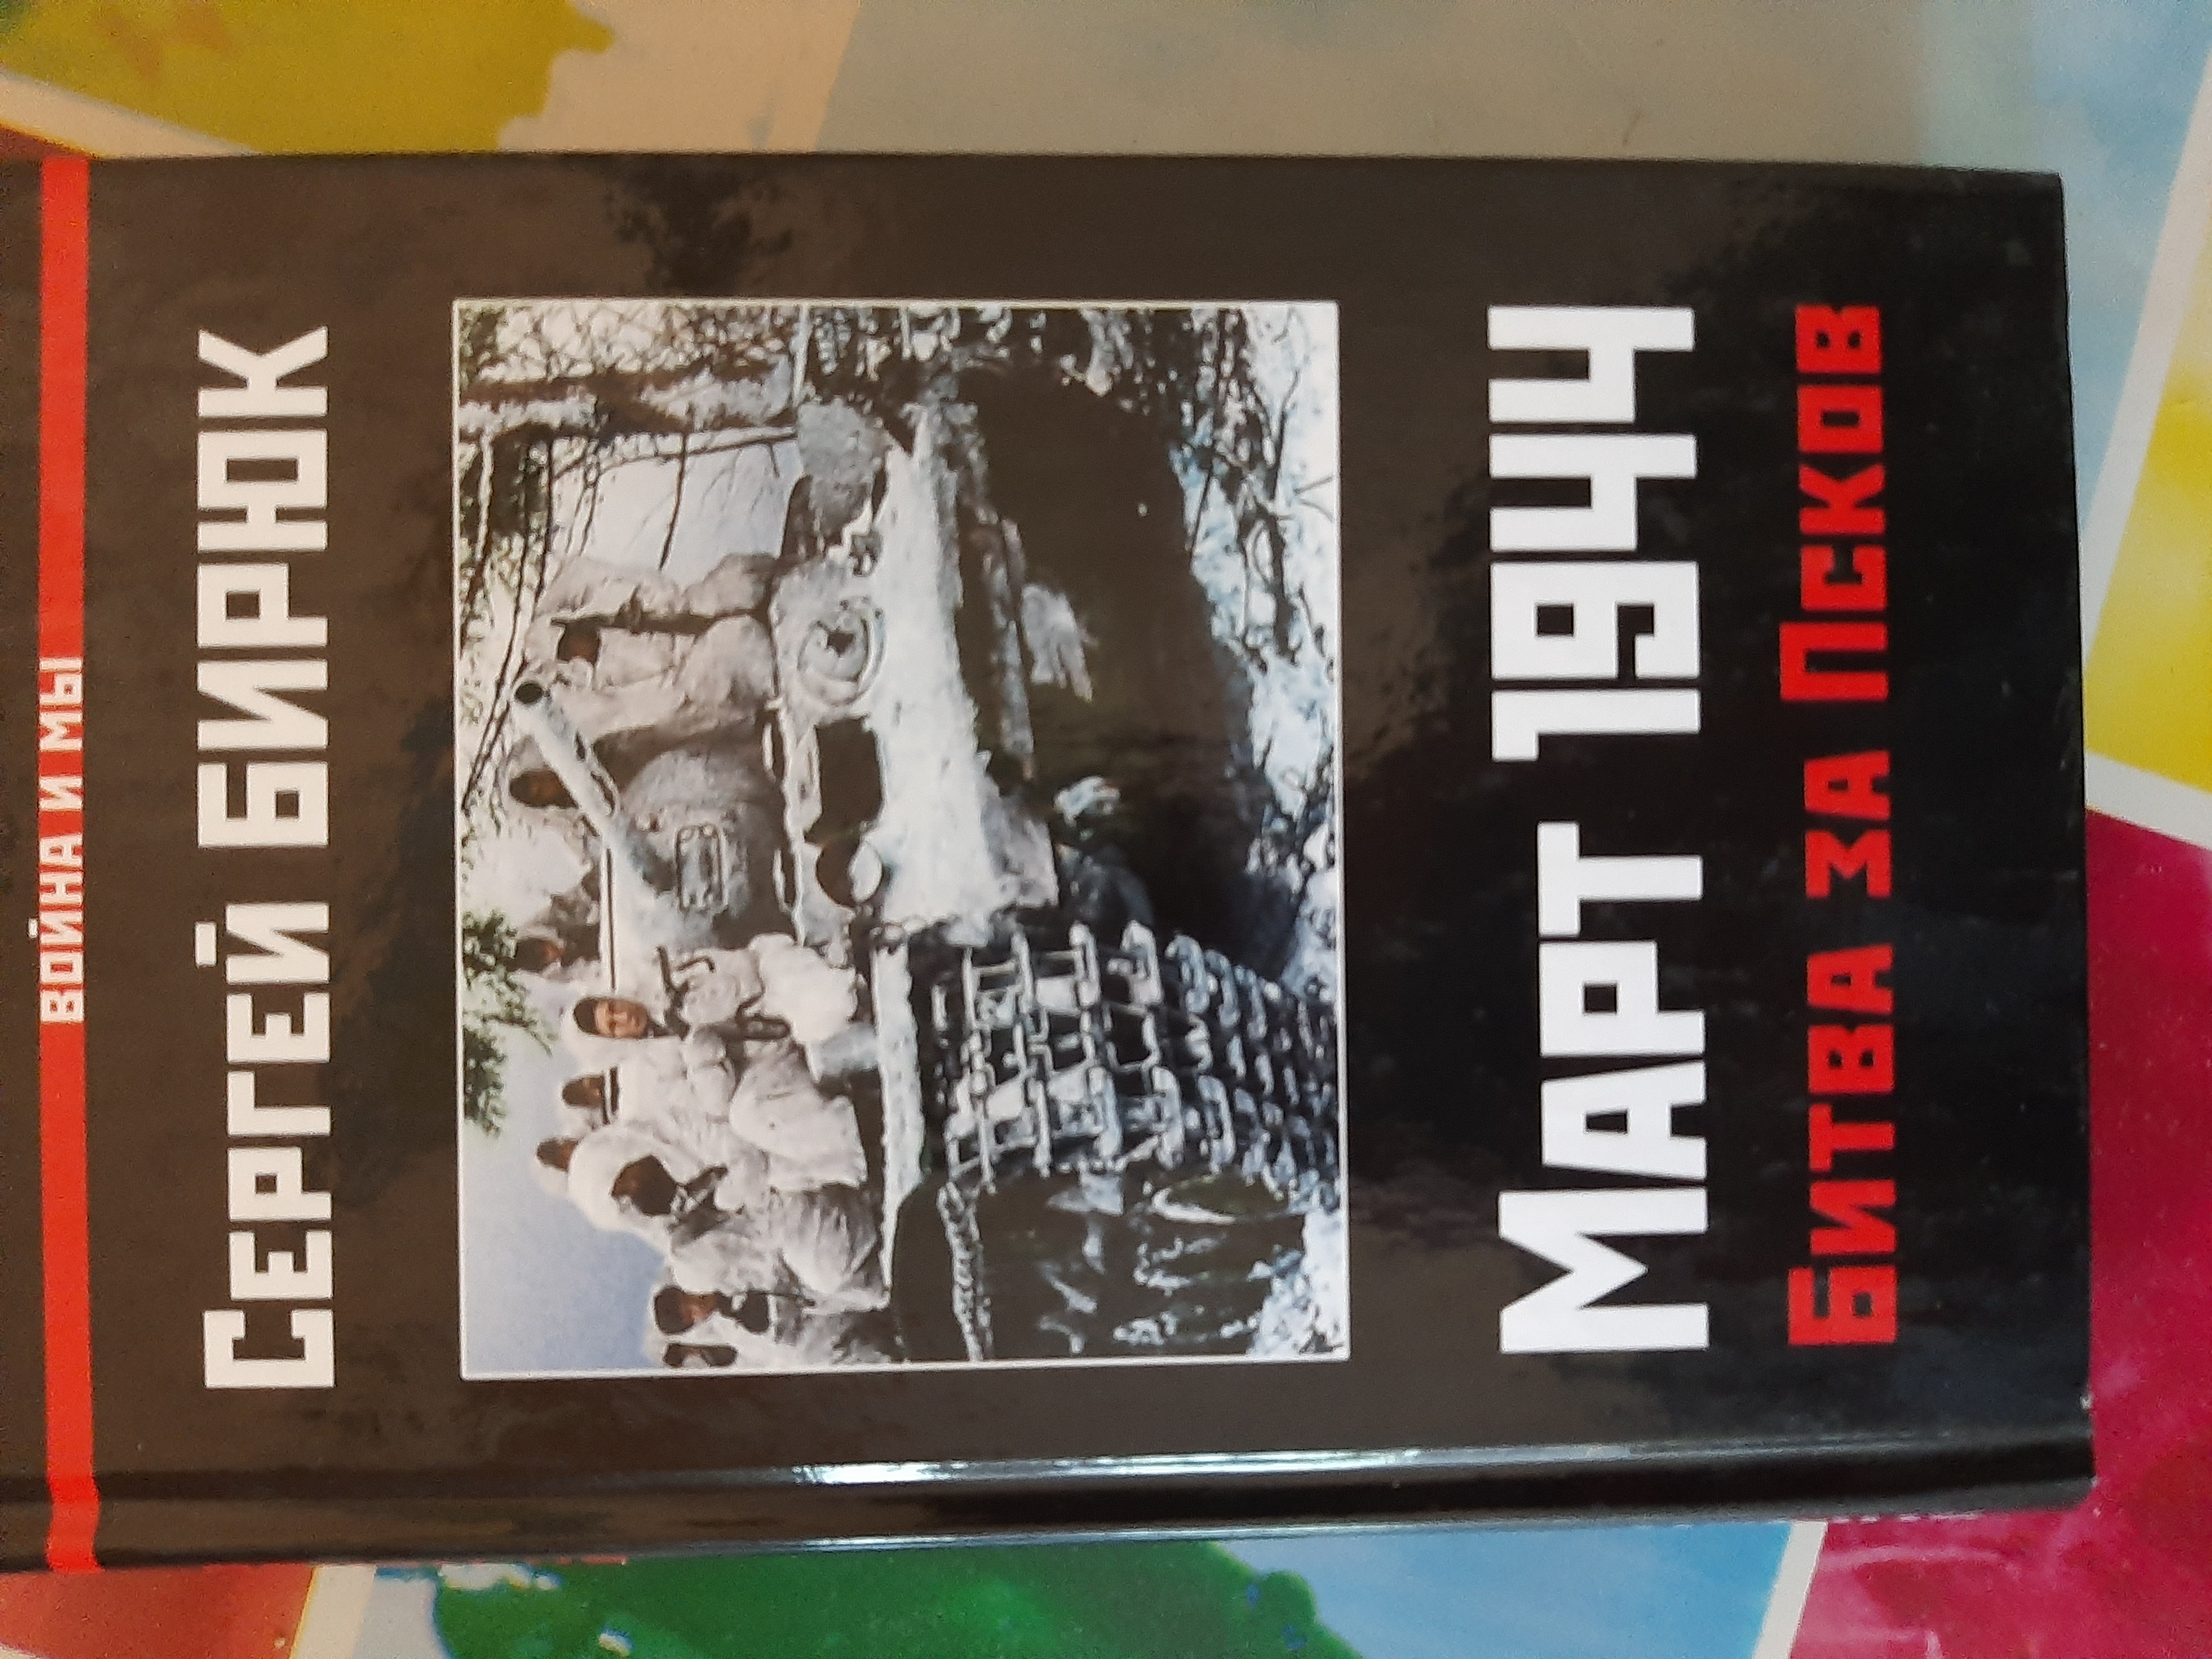 ВОЙНА И МЫ
СЕРГЕЙ БИРЮК
МАРТ 1944
БИТВА ЗА ПСКОВ